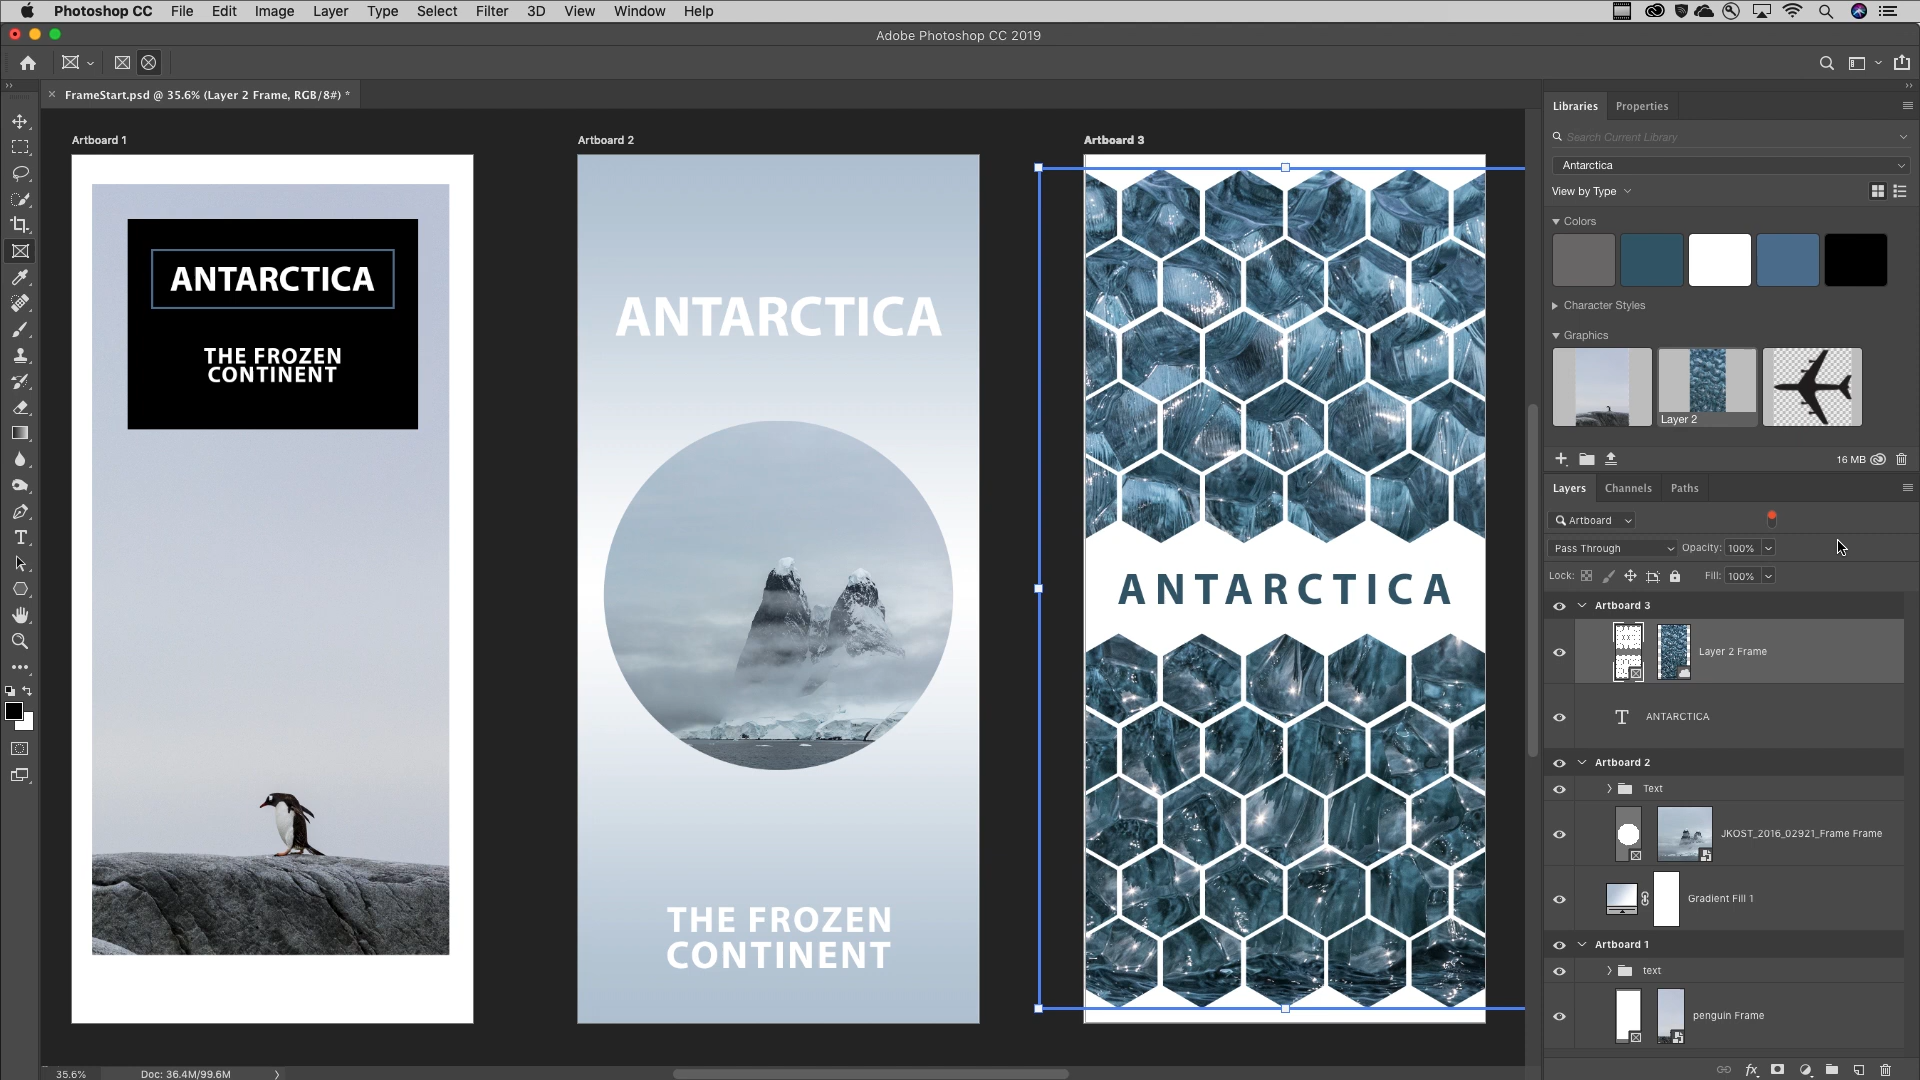 Photoshop CC File Edit Image Layer Type Select Filter 3D View Window Help
Adobe Photoshop CC 2019
FrameStart.psd @ 35.6% (Layer 2 Frame, RGB/8#) *
Artboard 1
ANTARCTICA
THE FROZEN
CONTINENT
Artboard 2
ANTARCTICA
THE FROZEN
CONTINENT
Artboard 3
ANTARCTICA
Libraries Properties
Search Current Library
Antarctica
View by Type
Colors
Character Styles
Graphics
Layer 2
16 MB
Layers Channels Paths
Artboard
Pass Through Opacity: 100%
Lock: Fill: 100%
Artboard 3
Layer 2 Frame
T ANTARCTICA
Artboard 2
Text
JKOST_2016_02921_Frame Frame
Gradient Fill 1
Artboard 1
text
penguin Frame
fx
35.6% Doc: 36.4M/99.6M